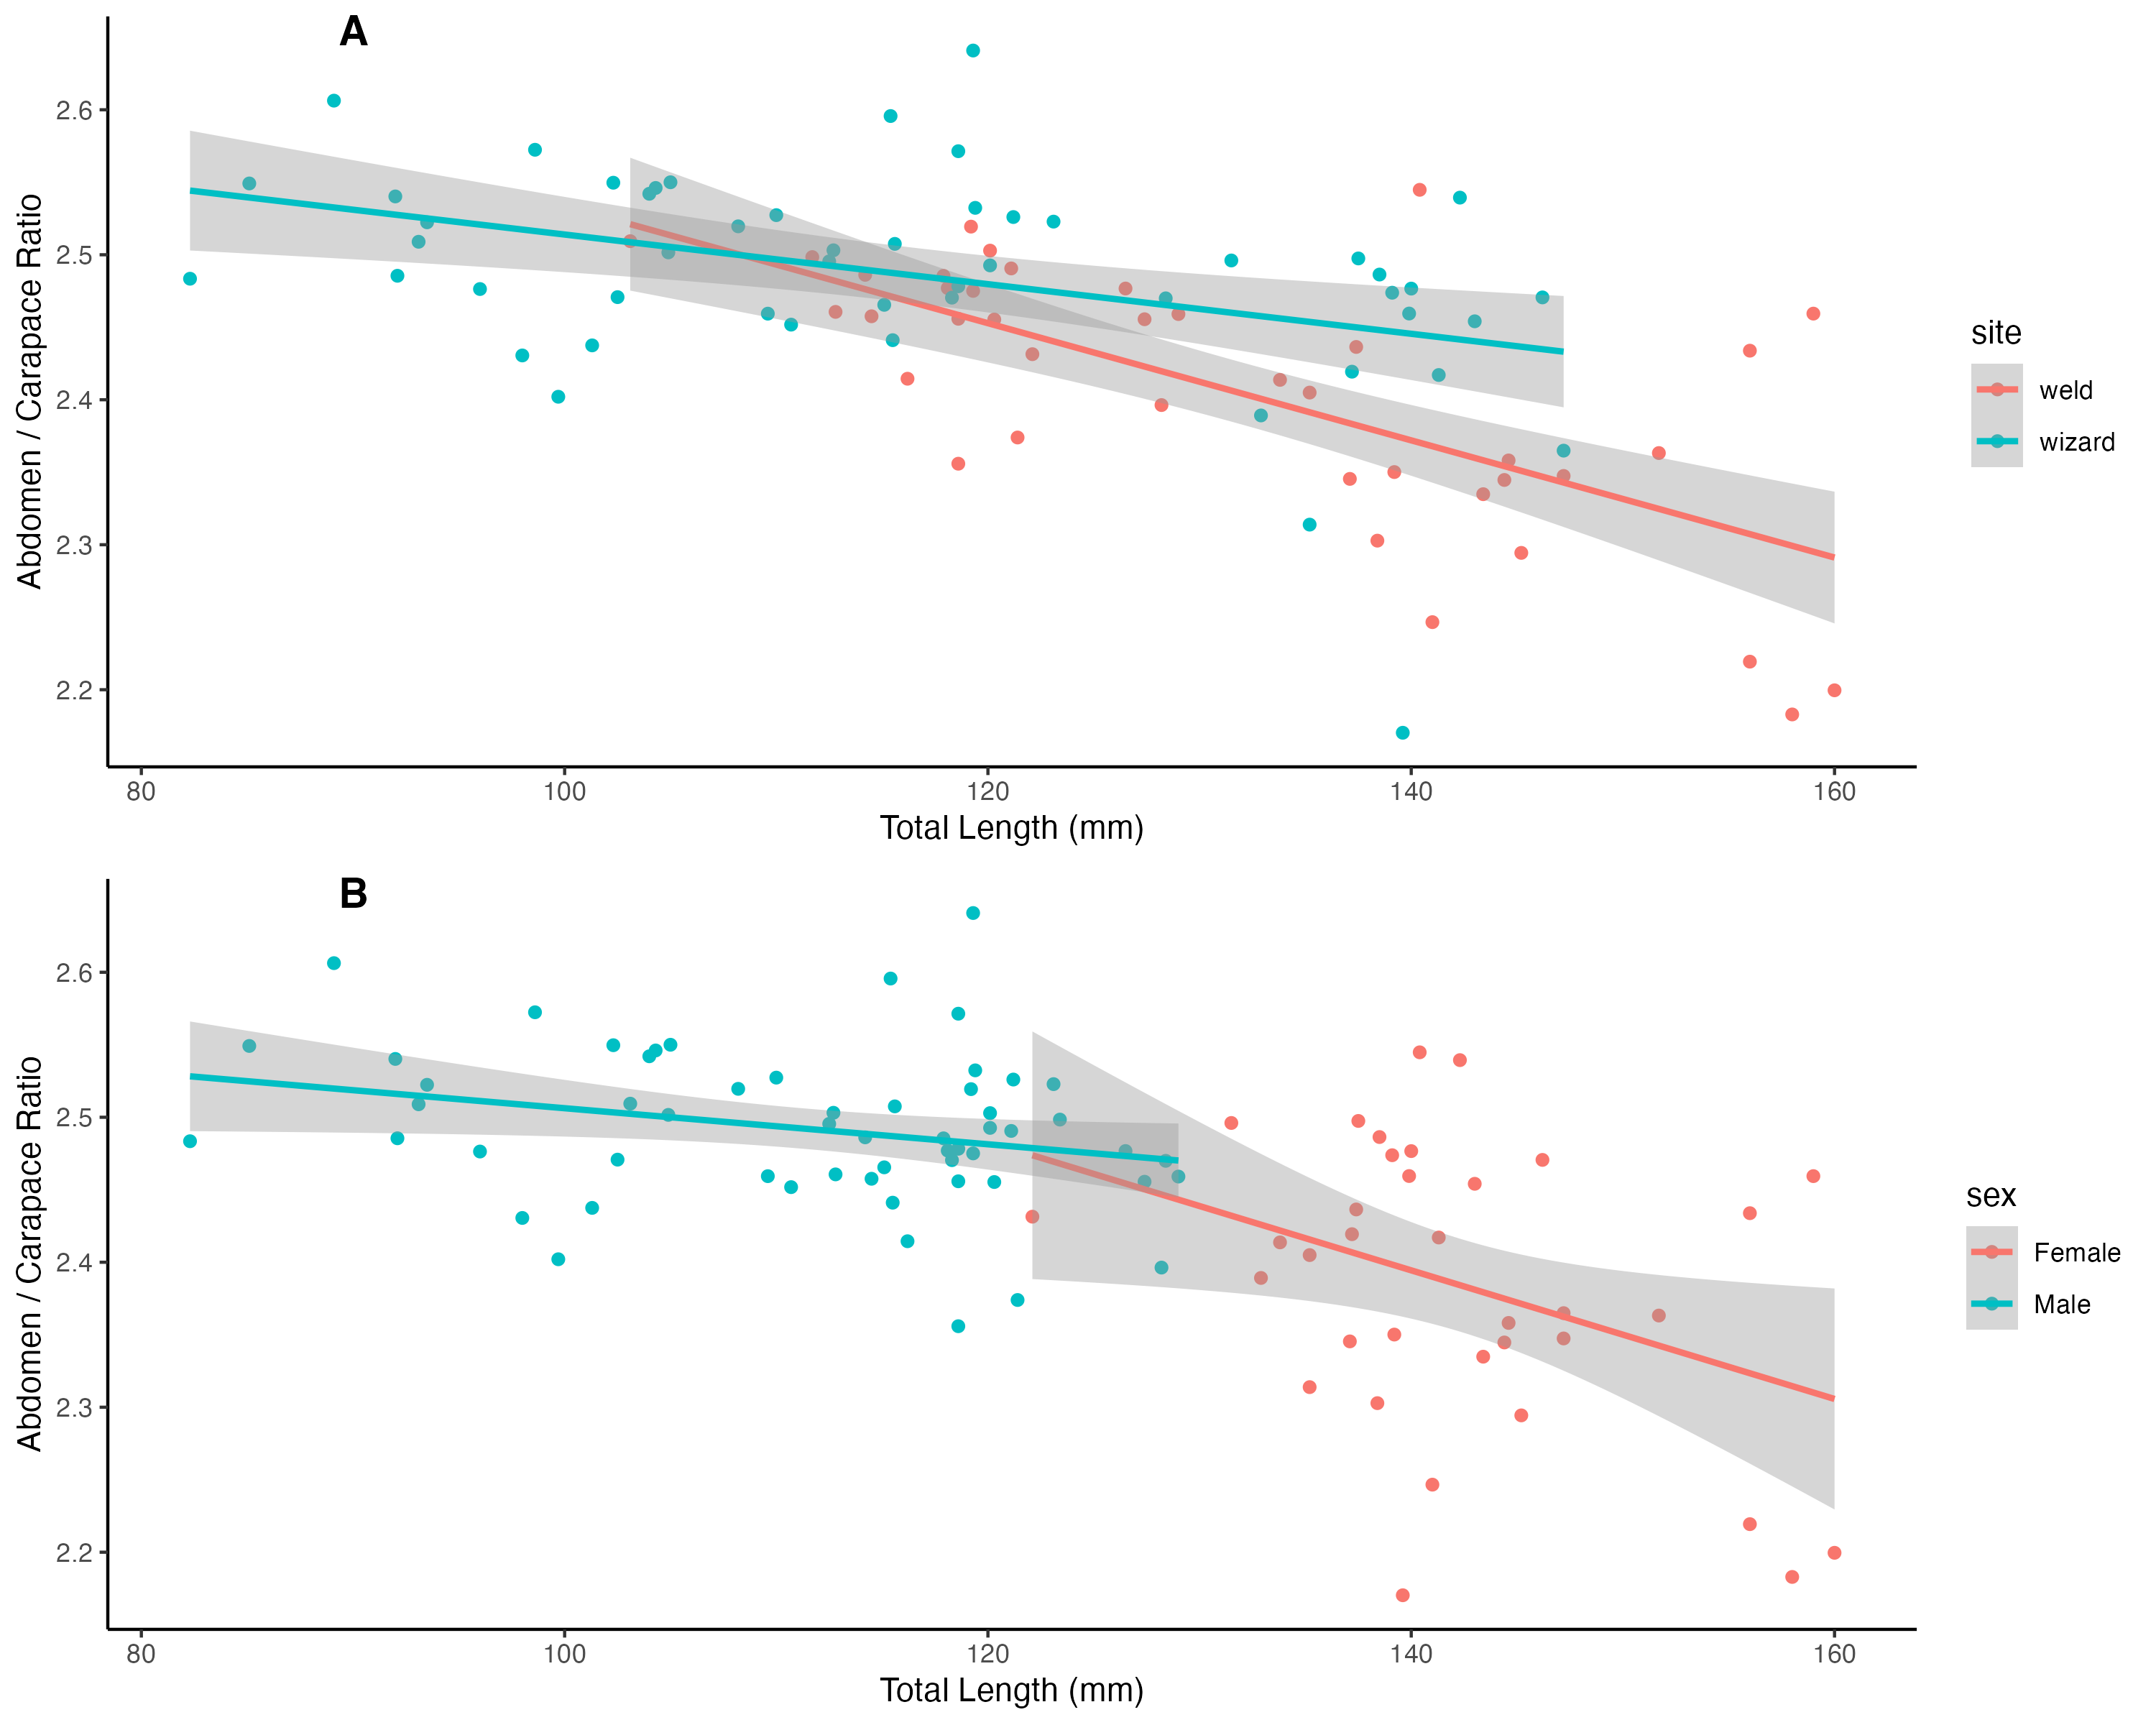 A
2.6
2.5
2.4
2.3
2.2
Abdomen / Carapace Ratio
80 100 120 140 160
Total Length (mm)
site
weld
wizard
B
2.6
2.5
2.4
2.3
2.2
Abdomen / Carapace Ratio
80 100 120 140 160
Total Length (mm)
sex
Female
Male